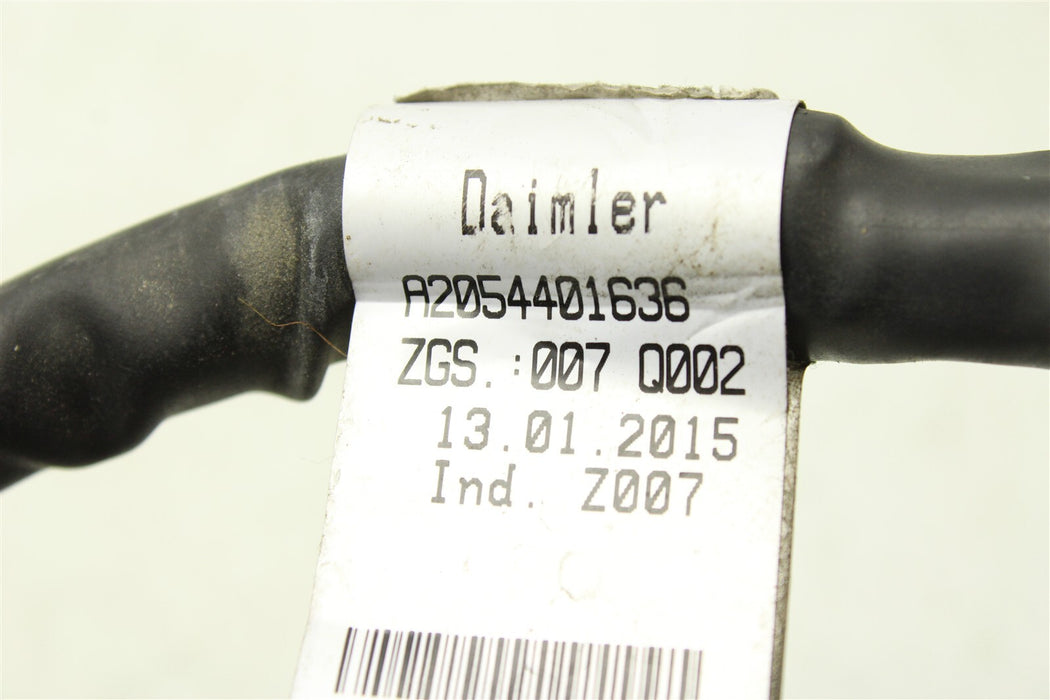 Daimler
A2054401636
ZGS.:007 Q002
13.01.2015
Ind. Z007